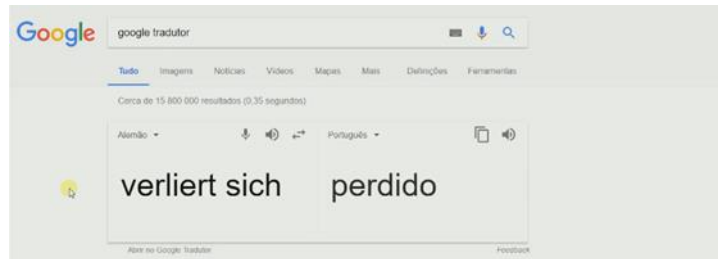 Google google tradutor
Tudo Imagens Notícias Vídeos Mapas Mais Definições Ferramentas
Cerca de 15 800 000 resultados (0,35 segundos)
Alemão Português
verliert sich perdido
Abrir no Google Tradutor Feedback